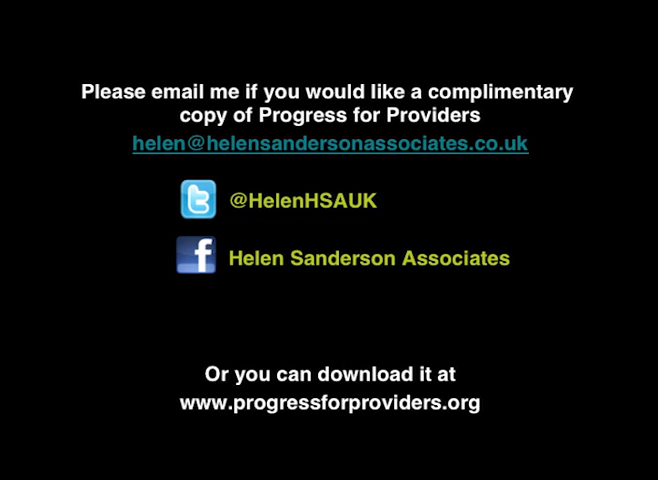 Please email me if you would like a complimentary
copy of Progress for Providers
helen@helensandersonassociates.co.uk
@HelenHSAUK
Helen Sanderson Associates
Or you can download it at
www.progressforproviders.org